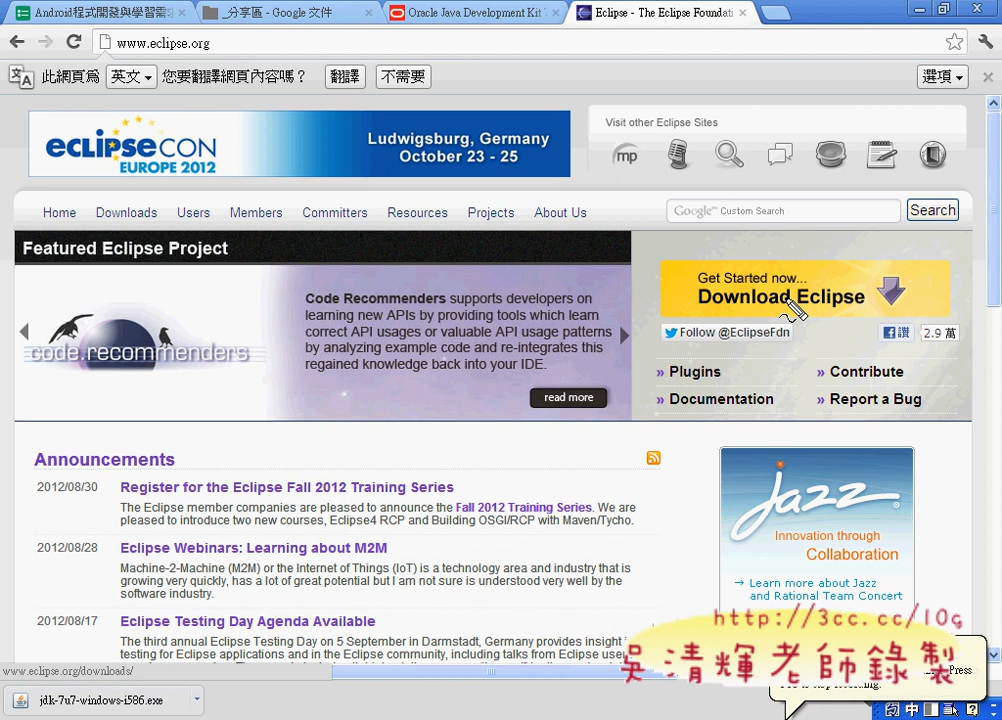 Android程式開發與學習需求
_分享區 - Google 文件
Oracle Java Development Kit
Eclipse - The Eclipse Foundati
www.eclipse.org
此網頁為 英文 您要翻譯網頁內容嗎？ 翻譯 不需要 選項
eclipsecon
EUROPE 2012
Ludwigsburg, Germany
October 23 - 25
Visit other Eclipse Sites
mp
Home Downloads Users Members Committers Resources Projects About Us
Google™ Custom Search Search
Featured Eclipse Project
code.recommenders
Code Recommenders supports developers on
learning new APIs by providing tools which learn
correct API usages or valuable API usage patterns
by analyzing example code and re-integrates this
regained knowledge back into your IDE.
read more
Get Started now...
Download Eclipse
Follow @EclipseFdn
讚 2.9 萬
» Plugins » Contribute
» Documentation » Report a Bug
Announcements
2012/08/30 Register for the Eclipse Fall 2012 Training Series
The Eclipse member companies are pleased to announce the Fall 2012 Training Series. We are
pleased to introduce two new courses, Eclipse4 RCP and Building OSGI/RCP with Maven/Tycho.
2012/08/28 Eclipse Webinars: Learning about M2M
Machine-2-Machine (M2M) or the Internet of Things (IoT) is a technology area and industry that is
growing very quickly, has a lot of great potential but I am not sure is understood very well by the
software industry.
2012/08/17 Eclipse Testing Day Agenda Available
The third annual Eclipse Testing Day on 5 September in Darmstadt, Germany provides insight
testing for Eclipse applications and in the Eclipse community, including talks from Eclipse
jazz
Innovation through
Collaboration
→ Learn more about Jazz
and Rational Team Concert
http://3cc.cc/10g
吳清輝老師錄製
Press
www.eclipse.org/downloads/
jdk-7u7-windows-i586.exe
中